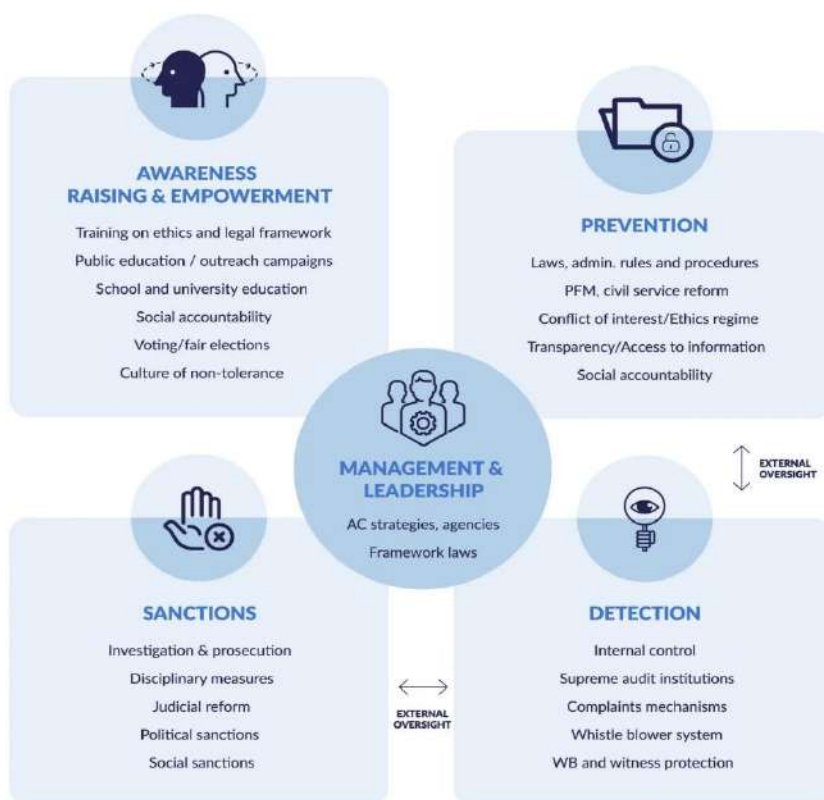 AWARENESS
RAISING & EMPOWERMENT
Training on ethics and legal framework
Public education / outreach campaigns
School and university education
Social accountability
Voting/fair elections
Culture of non-tolerance
PREVENTION
Laws, admin. rules and procedures
PFM, civil service reform
Conflict of interest/Ethics regime
Transparency/Access to information
Social accountability
MANAGEMENT &
LEADERSHIP
AC strategies, agencies
Framework laws
EXTERNAL
OVERSIGHT
SANCTIONS
Investigation & prosecution
Disciplinary measures
Judicial reform
Political sanctions
Social sanctions
EXTERNAL
OVERSIGHT
DETECTION
Internal control
Supreme audit institutions
Complaints mechanisms
Whistle blower system
WB and witness protection